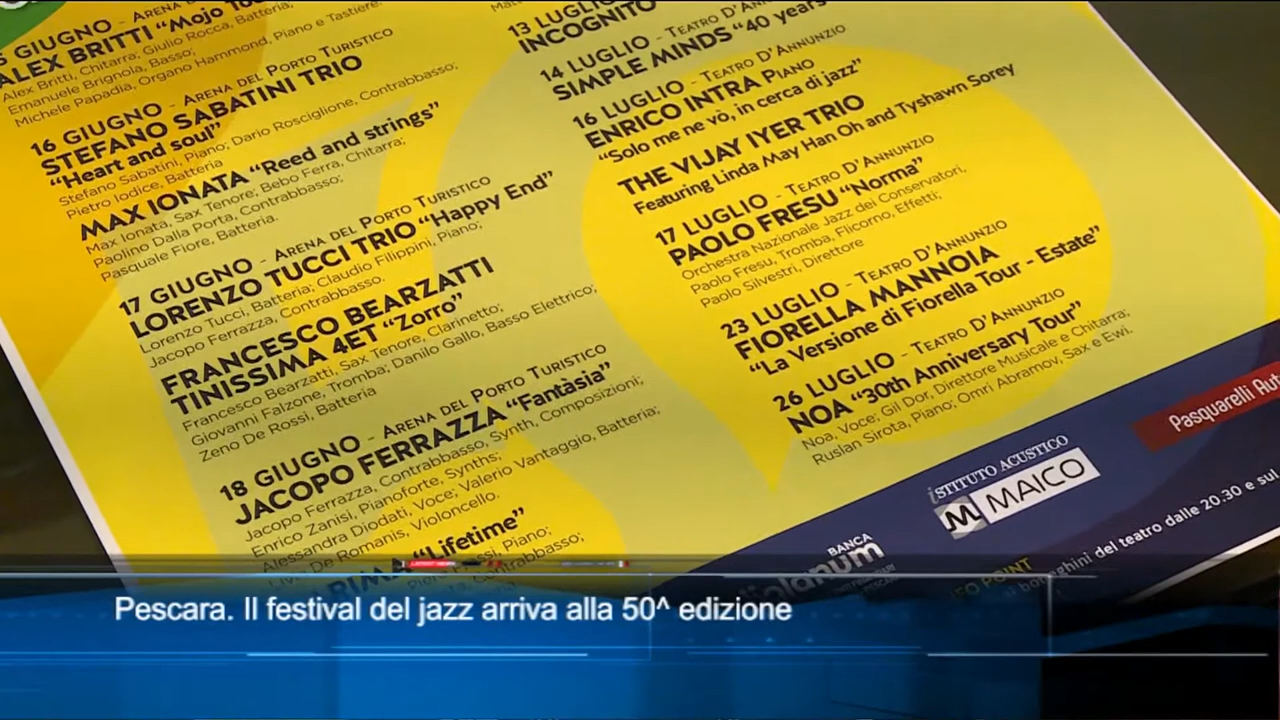 GIUGNO - ARENA DEL PORTO TURISTICO
ALEX BRITTI “Mojo
Alex Britti, Chitarra; Giulio Rocca, Batteria;
Emanuele Brignola, Basso;
Michele Papadia, Organo Hammond, Piano e Tastiere.
16 GIUGNO - ARENA DEL PORTO TURISTICO
STEFANO SABATINI TRIO
“Heart and soul”
Stefano Sabatini, Piano; Dario Rosciglione, Contrabbasso;
Pietro Iodice, Batteria
MAX IONATA “Reed and strings”
Max Ionata, Sax Tenore; Bebo Ferra, Chitarra;
Paolino Dalla Porta, Contrabbasso;
Pasquale Fiore, Batteria.
17 GIUGNO - ARENA DEL PORTO TURISTICO
LORENZO TUCCI TRIO “Happy End”
Lorenzo Tucci, Batteria; Claudio Filippini, Piano;
Jacopo Ferrazza, Contrabbasso.
FRANCESCO BEARZATTI
TINISSIMA 4ET “Zorro”
Francesco Bearzatti, Sax Tenore, Clarinetto;
Giovanni Falzone, Tromba; Danilo Gallo, Basso Elettrico;
Zeno De Rossi, Batteria
18 GIUGNO - ARENA DEL PORTO TURISTICO
JACOPO FERRAZZA “Fantàsia”
Jacopo Ferrazza, Contrabbasso, Synth, Composizioni;
Enrico Zanisi, Pianoforte, Synths;
Alessandra Diodati, Voce; Valerio Vantaggio, Batteria;
De Romanis, Violoncello.
“Lifetime”
Piano;
Contrabbasso;
13 LUGLIO
INCOGNITO
14 LUGLIO - TEATRO D'ANNUNZIO
SIMPLE MINDS “40 years
16 LUGLIO - TEATRO D'ANNUNZIO
ENRICO INTRA PIANO
“Solo me ne vò, in cerca di jazz”
THE VIJAY IYER TRIO
Featuring Linda May Han Oh and Tyshawn Sorey
17 LUGLIO - TEATRO D'ANNUNZIO
PAOLO FRESU “Norma”
Orchestra Nazionale Jazz dei Conservatori,
Paolo Fresu, Tromba, Flicorno, Effetti;
Paolo Silvestri, Direttore
23 LUGLIO - TEATRO D'ANNUNZIO
FIORELLA MANNOIA
“La Versione di Fiorella Tour - Estate”
26 LUGLIO - TEATRO D'ANNUNZIO
NOA “30th Anniversary Tour”
Noa, Voce; Gil Dor, Direttore Musicale e Chitarra;
Ruslan Sirota, Piano; Omri Abramov, Sax e Ewi.
Pasquarelli
iSTITUTO ACUSTICO
M MAICO
BANCA
POINT
botteghini del teatro dalle 20.30 e sul
LATEST NEWS
Pescara. Il festival del jazz arriva alla 50^ edizione